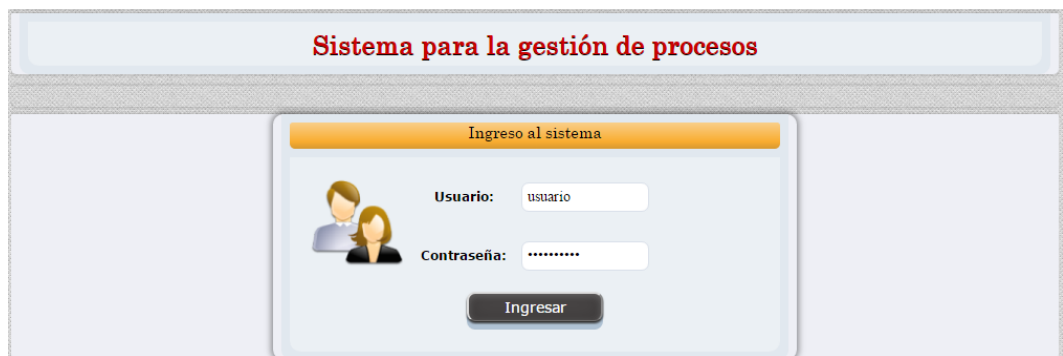 Sistema para la gestión de procesos
Ingreso al sistema
Usuario: usuario
Contraseña: ••••••••••
Ingresar